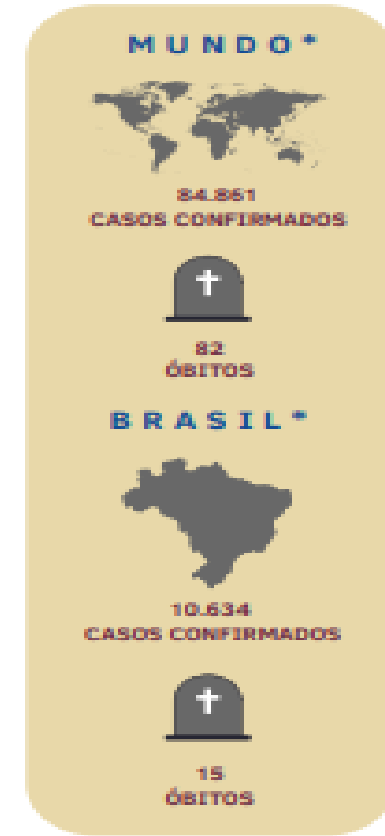 MUNDO*
84.861
CASOS CONFIRMADOS
82
ÓBITOS
BRASIL*
10.634
CASOS CONFIRMADOS
15
ÓBITOS